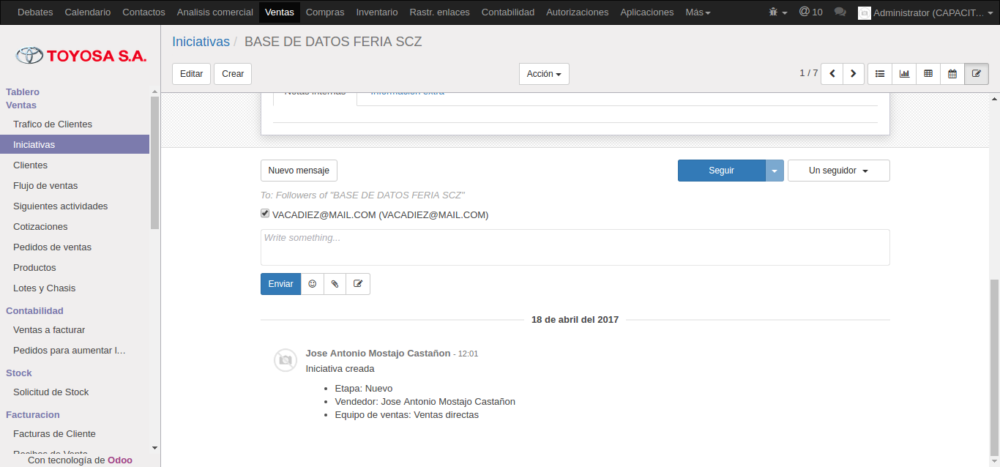 Debates Calendario Contactos Analisis comercial Ventas Compras Inventario Rastr. enlaces Contabilidad Autorizaciones Aplicaciones Más @ 10 Administrator (CAPACIT...
TOYOSA S.A.
Iniciativas / BASE DE DATOS FERIA SCZ
Editar Crear Acción 1 / 7
Tablero
Ventas
Trafico de Clientes
Iniciativas
Clientes
Flujo de ventas
Siguientes actividades
Cotizaciones
Pedidos de ventas
Productos
Lotes y Chasis
Contabilidad
Ventas a facturar
Pedidos para aumentar l...
Stock
Solicitud de Stock
Facturacion
Facturas de Cliente
Recibos de Venta
Con tecnología de Odoo
Notas internas Información extra
Nuevo mensaje Seguir Un seguidor
To: Followers of "BASE DE DATOS FERIA SCZ"
VACADIEZ@MAIL.COM (VACADIEZ@MAIL.COM)
Write something...
Enviar
18 de abril del 2017
Jose Antonio Mostajo Castañon - 12:01
Iniciativa creada
• Etapa: Nuevo
• Vendedor: Jose Antonio Mostajo Castañon
• Equipo de ventas: Ventas directas